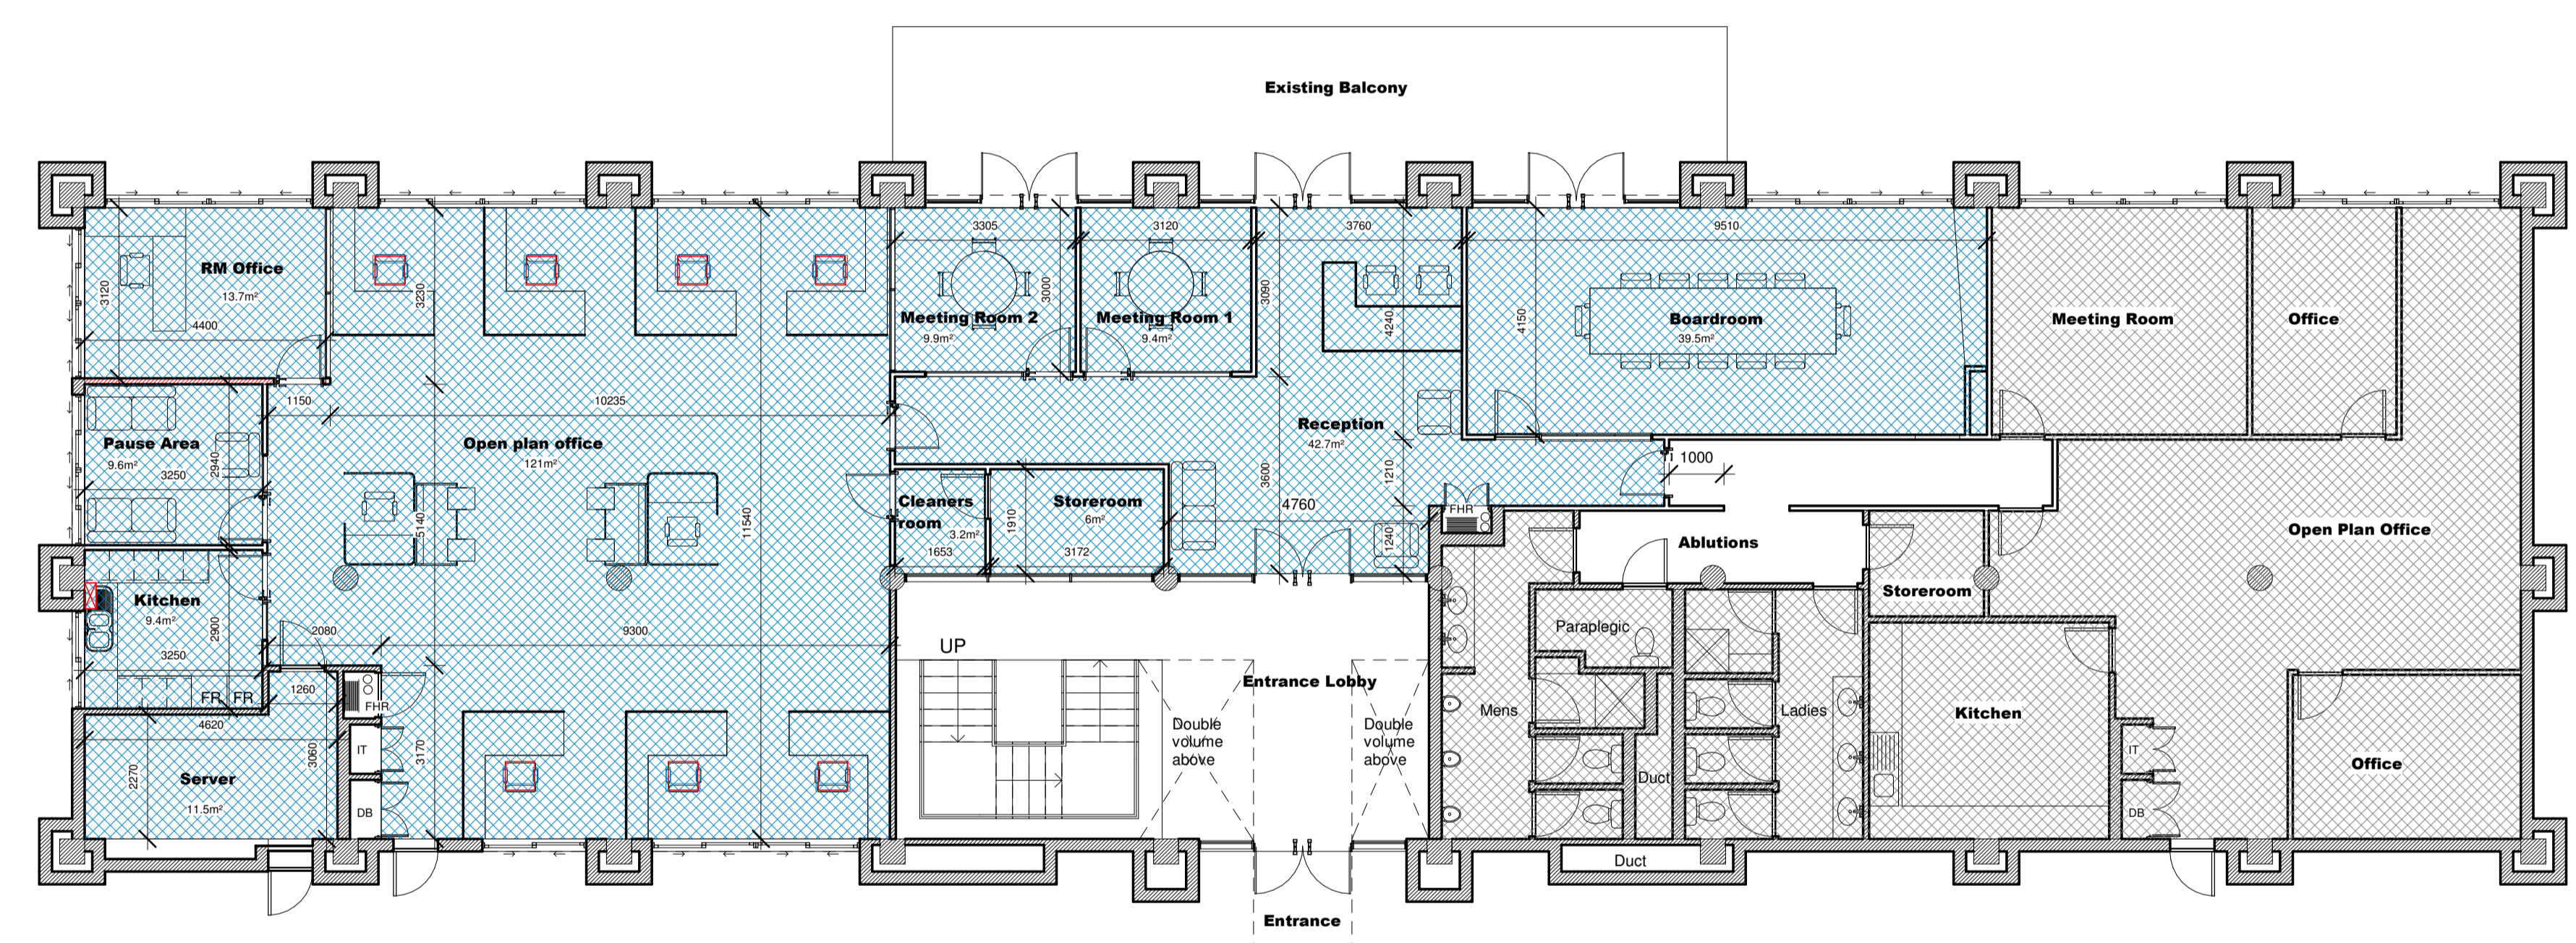 Existing Balcony
3305
3120
3760
9510
RM Office
13.7m²
3120
4400
3230
3000
Meeting Room 2
9.9m²
Meeting Room 1
9.4m²
3090
4240
4150
Boardroom
39.5m²
Meeting Room
Office
1150
10235
Pause Area
9.6m²
3250
2940
Open plan office
121m²
Reception
42.7m²
1000
5140
11540
Cleaners
room
3.2m²
1653
1910
Storeroom
6m²
3172
3600
1210
4760
1240
FHR
Ablutions
Open Plan Office
Storeroom
Kitchen
9.4m²
2900
3250
2080
9300
UP
Paraplegic
FR
FR
1260
FHR
4620
3060
2270
Server
11.5m²
IT
DB
3170
Entrance Lobby
Double
volume
above
Double
volume
above
Mens
Duct
Ladies
Kitchen
IT
DB
Office
Duct
Entrance